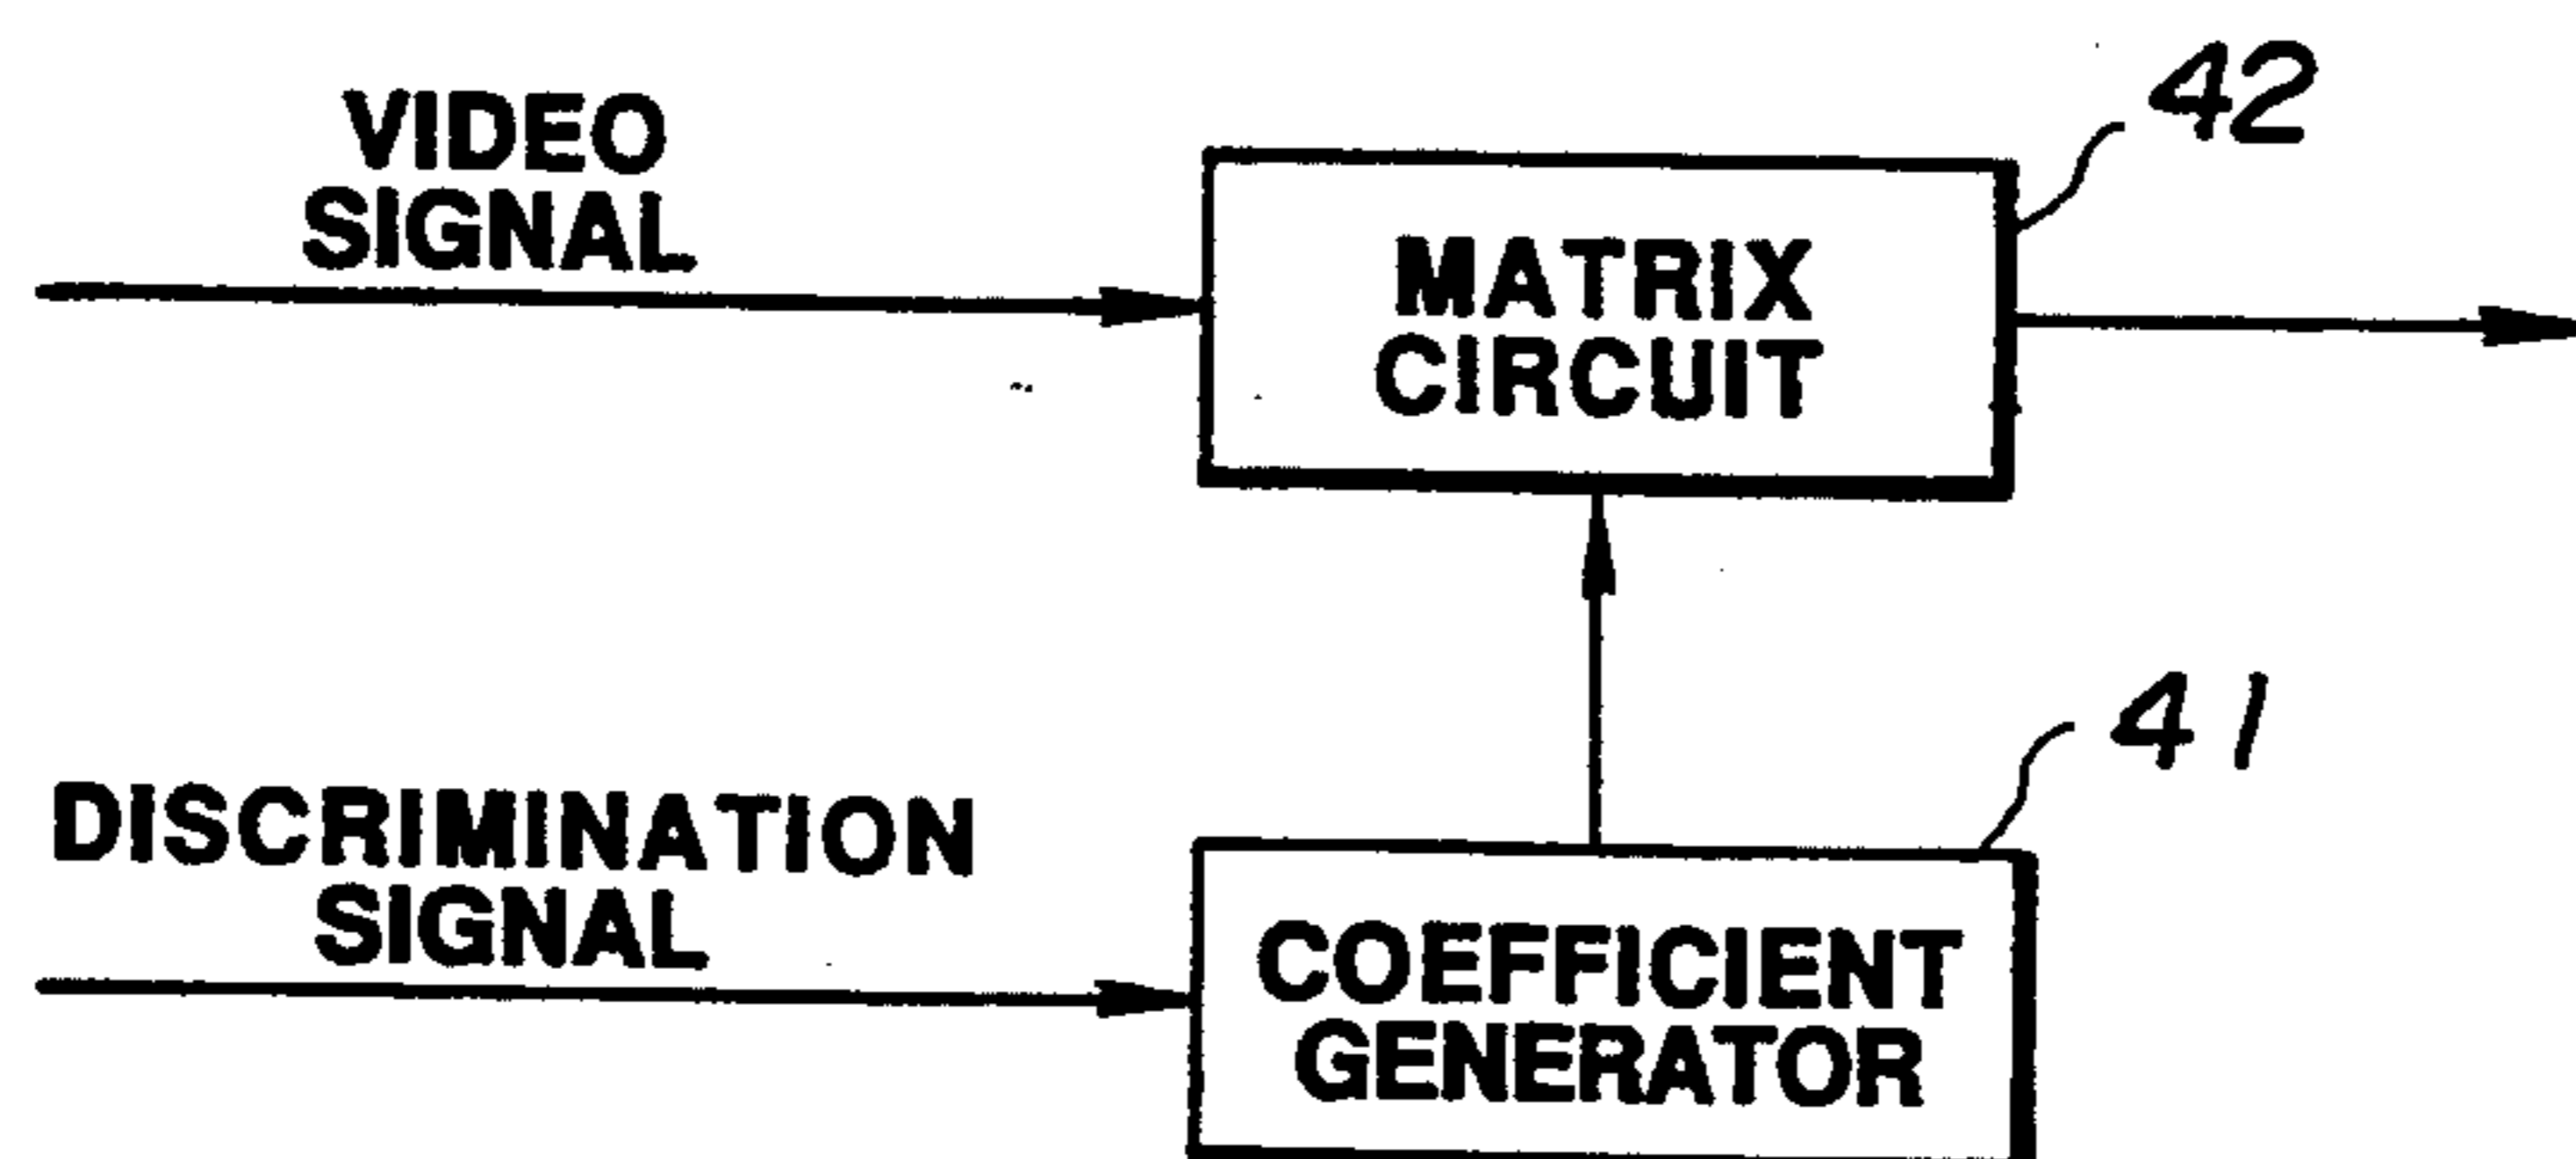 42
VIDEO
SIGNAL
MATRIX
CIRCUIT
41
DISCRIMINATION
SIGNAL
COEFFICIENT
GENERATOR